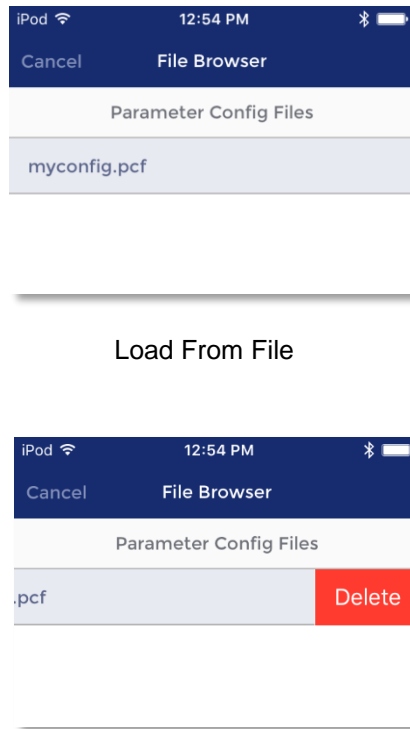 iPod 12:54 PM
Cancel File Browser
Parameter Config Files
myconfig.pcf
Load From File
iPod 12:54 PM
Cancel File Browser
Parameter Config Files
.pcf Delete